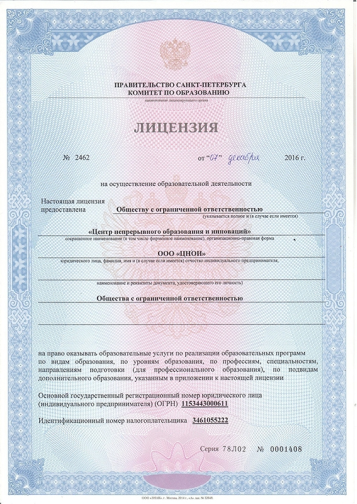 ПРАВИТЕЛЬСТВО САНКТ-ПЕТЕРБУРГА
КОМИТЕТ ПО ОБРАЗОВАНИЮ
наименование лицензирующего органа
ЛИЦЕНЗИЯ
№ 2462 от "07" декабря 2016 г.
на осуществление образовательной деятельности
Настоящая лицензия
предоставлена Обществу с ограниченной ответственностью
(указываются полное и (в случае если имеется)
«Центр непрерывного образования и инноваций»
сокращенное наименование (в том числе фирменное наименование), организационно-правовая форма
ООО «ЦНОИ»
юридического лица, фамилия, имя и (в случае если имеется) отчество индивидуального предпринимателя,
наименование и реквизиты документа, удостоверяющего его личность)
Общества с ограниченной ответственностью
на право оказывать образовательные услуги по реализации образовательных программ
по видам образования, по уровням образования, по профессиям, специальностям,
направлениям подготовки (для профессионального образования), по подвидам
дополнительного образования, указанным в приложении к настоящей лицензии
Основной государственный регистрационный номер юридического лица
(индивидуального предпринимателя) (ОГРН) 1153443000611
Идентификационный номер налогоплательщика 3461055222
Серия 78Л02 № 0001408